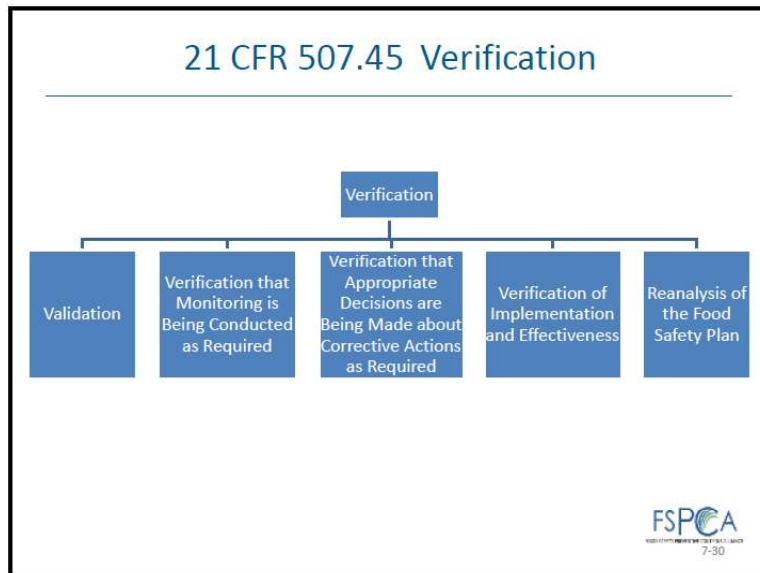 21 CFR 507.45 Verification
Verification
Validation
Verification that
Monitoring is
Being Conducted
as Required
Verification that
Appropriate
Decisions are
Being Made about
Corrective Actions
as Required
Verification of
Implementation
and Effectiveness
Reanalysis of
the Food
Safety Plan
FSPCA
7-30